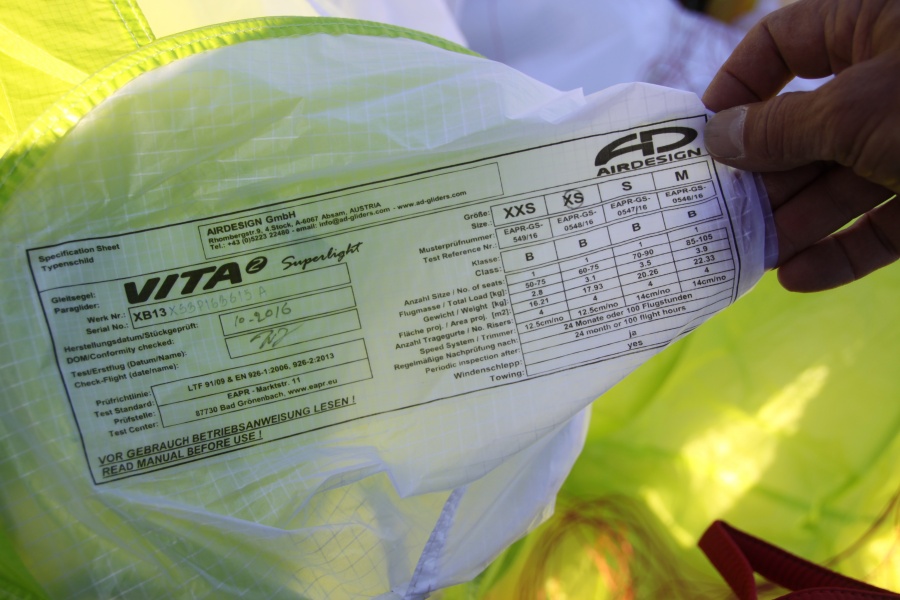 Specification Sheet
Typenschild
AIRDESIGN GmbH
Rhombergstr 9, 4.Stock, A-6067 Absam, AUSTRIA
Tel.: +43 (0)5223 22480 - email: info@ad-gliders.com - www.ad-gliders.com
AIRDESIGN
Gleitsegel:
Paraglider:
VITA 2 Superlight
Werk Nr.:
Serial No.:
XB13
Herstellungsdatum/Stückgeprüft:
DOM/Conformity checked:
10-2016
Test/Erstflug (Datum/Name):
Check-Flight (date/name):
Prüfrichtlinie:
Test Standard:
LTF 91/09 & EN 926-1:2006, 926-2:2013
Prüfstelle:
Test Center:
EAPR - Marktstr. 11
87730 Bad Grönenbach, www.eapr.eu
VOR GEBRAUCH BETRIEBSANWEISUNG LESEN !
READ MANUAL BEFORE USE !
Größe:
Size:
XXS XS S M
Musterprüfnummer
Test Reference Nr.:
EAPR-GS-549/16 EAPR-GS-0548/16 EAPR-GS-0547/16 EAPR-GS-0546/16
Klasse
Class:
B B B B
Anzahl Size / No. of seats:
1 1 1 1
Flugmasse / Total Load [kg]
50-75 60-75 70-90 85-105
Gewicht / Weight [kg]
2.8 3.1 3.5 3.9
Fläche proj. / Area proj. [m2]:
16.21 17.93 20.26 22.33
Anzahl Tragegurte / No. Risers:
4 4 4 4
Speed System / Trimmer:
12.5cm/no 12.5cm/no 14cm/no 14cm/no
Regelmäßige Nachprüfung nach:
24 Monate oder 100 Flugstunden
Periodic inspection after:
24 month or 100 flight hours
Windenschlepp:
ja
Towing:
yes